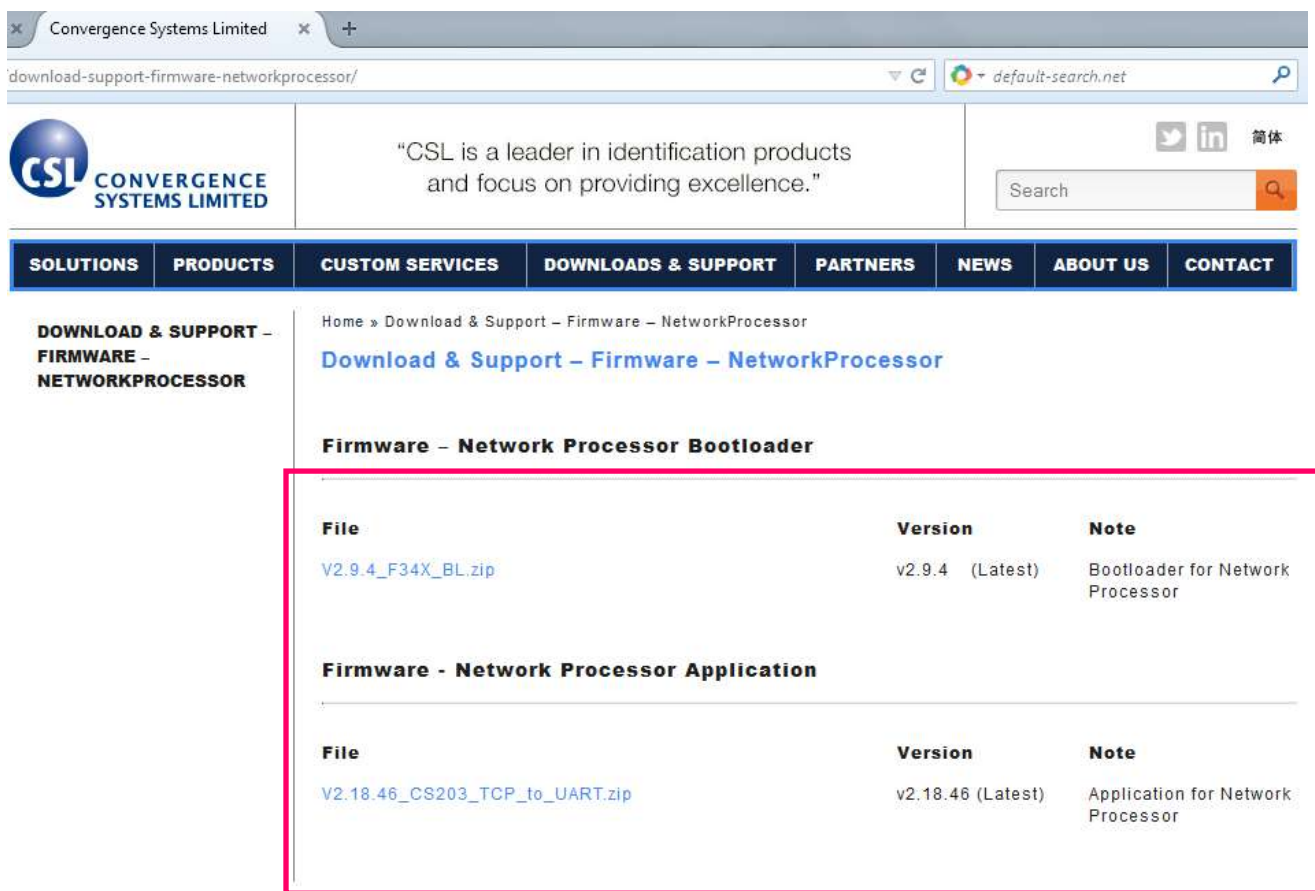 Convergence Systems Limited
download-support-firmware-networkprocessor/
default-search.net
CSL CONVERGENCE
SYSTEMS LIMITED
“CSL is a leader in identification products
and focus on providing excellence.”
in 简体
Search
SOLUTIONS PRODUCTS CUSTOM SERVICES DOWNLOADS & SUPPORT PARTNERS NEWS ABOUT US CONTACT
DOWNLOAD & SUPPORT –
FIRMWARE –
NETWORKPROCESSOR
Home » Download & Support – Firmware – NetworkProcessor
Download & Support – Firmware – NetworkProcessor
Firmware – Network Processor Bootloader
File Version Note
V2.9.4_F34X_BL.zip v2.9.4 (Latest) Bootloader for Network
Processor
Firmware - Network Processor Application
File Version Note
V2.18.46_CS203_TCP_to_UART.zip v2.18.46 (Latest) Application for Network
Processor